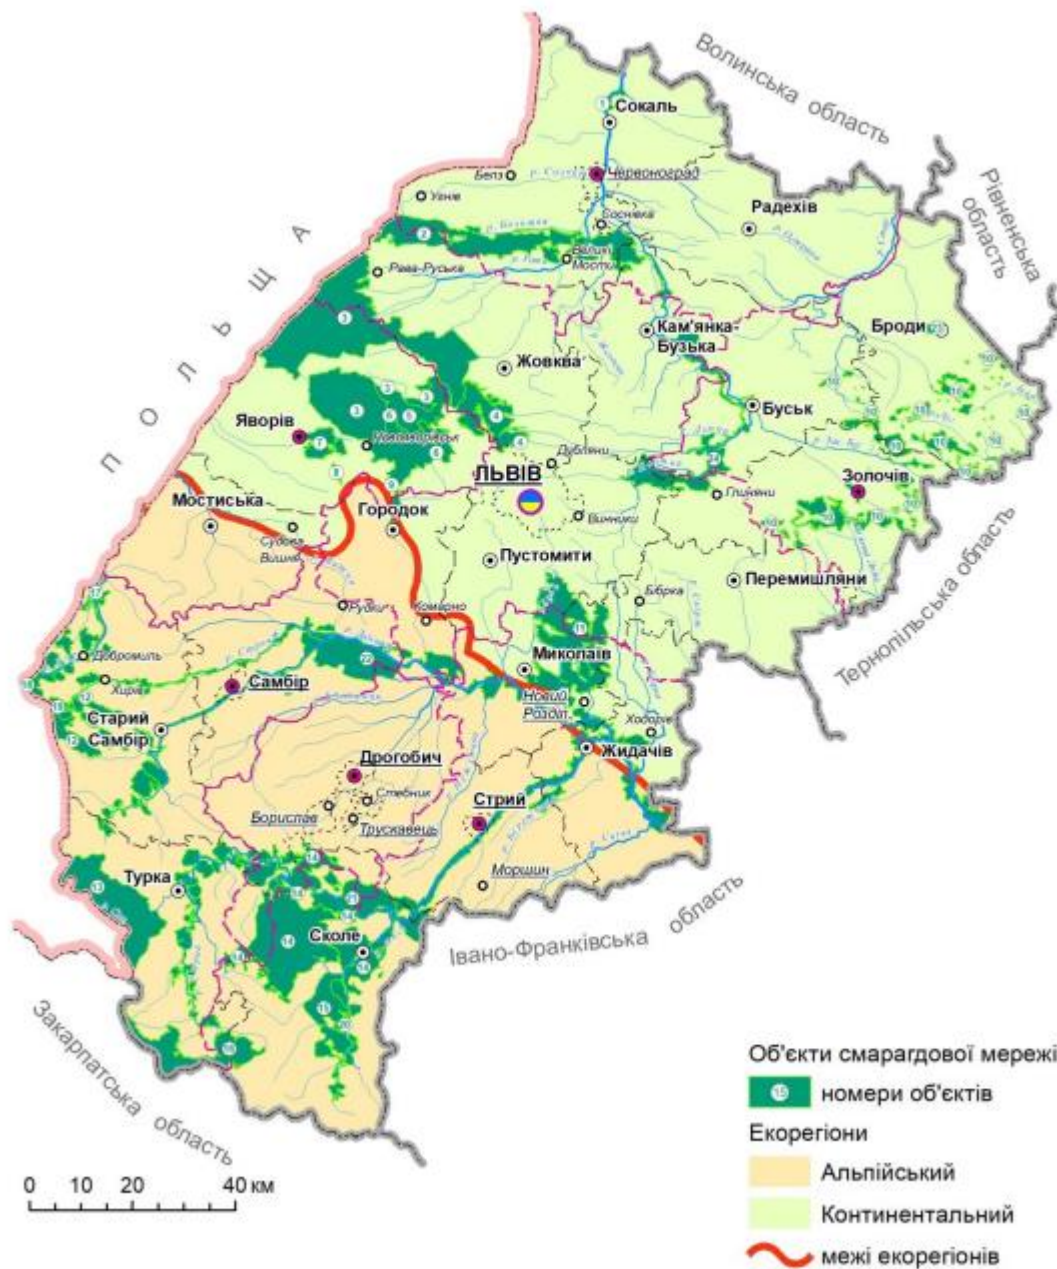 Волинська область
Рівненська
область
ПОЛЬЩА
Сокаль
Белз
Червоноград
Угнів
Соснівка
Радехів
Великі
Мости
Рава-Руська
Кам'янка-
Бузька
Броди
Жовква
Яворів
Новояворівськ
Буськ
Дубляни
ЛЬВІВ
Золочів
Глиняни
Мостиська
Городок
Винники
Судова
Вишня
Пустомити
Перемишляни
Рудки
Комарно
Бібрка
Тернопільська область
Добромиль
Хирів
Самбір
Миколаїв
Новий
Розділ
Старий
Самбір
Ходорів
Жидачів
Дрогобич
Стебник
Борислав
Трускавець
Стрий
Моршин
Турка
Сколе
Івано-Франківська область
Закарпатська область
Об'єкти смарагдової мережі
15 номери об'єктів
Екорегіони
Альпійський
Континентальний
межі екорегіонів
0 10 20 40 км